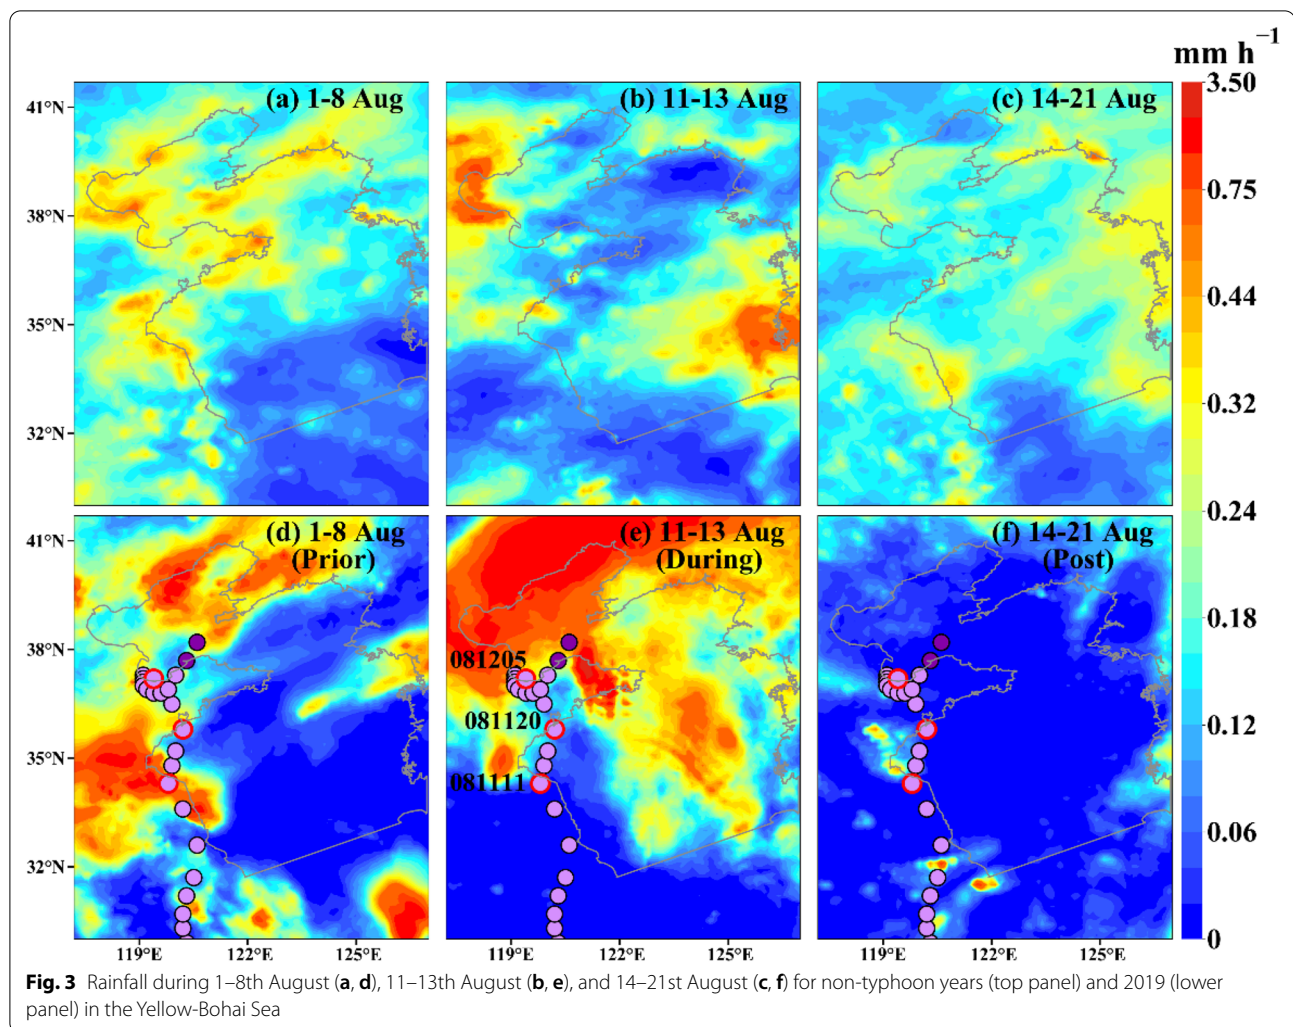 mm h⁻¹
(a) 1-8 Aug
(b) 11-13 Aug
(c) 14-21 Aug
3.50
0.75
0.44
0.32
0.24
0.18
0.12
0.06
0
41°N
38°N
35°N
32°N
(d) 1-8 Aug
(Prior)
(e) 11-13 Aug
(During)
(f) 14-21 Aug
(Post)
41°N
38°N
35°N
32°N
081205
081120
081111
119°E
122°E
125°E
119°E
122°E
125°E
119°E
122°E
125°E
Fig. 3 Rainfall during 1–8th August (a, d), 11–13th August (b, e), and 14–21st August (c, f) for non-typhoon years (top panel) and 2019 (lower
panel) in the Yellow-Bohai Sea